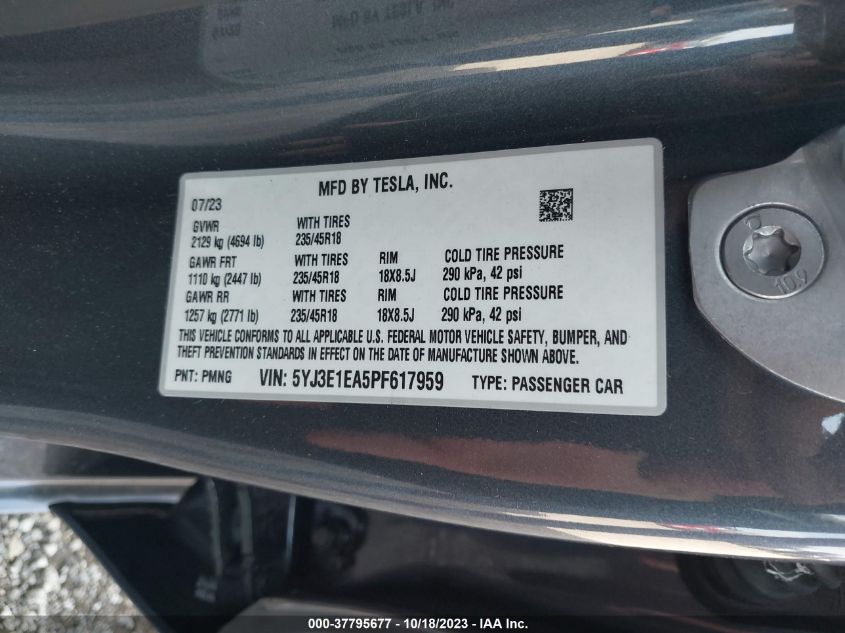 MFD BY TESLA, INC.
07/23
GVWR WITH TIRES
2129 kg (4694 lb) 235/45R18
GAWR FRT WITH TIRES RIM COLD TIRE PRESSURE
1110 kg (2447 lb) 235/45R18 18X8.5J 290 kPa, 42 psi
GAWR RR WITH TIRES RIM COLD TIRE PRESSURE
1257 kg (2771 lb) 235/45R18 18X8.5J 290 kPa, 42 psi
THIS VEHICLE CONFORMS TO ALL APPLICABLE U.S. FEDERAL MOTOR VEHICLE SAFETY, BUMPER, AND
THEFT PREVENTION STANDARDS IN EFFECT ON THE DATE OF MANUFACTURE SHOWN ABOVE.
PNT: PMNG VIN: 5YJ3E1EA5PF617959 TYPE: PASSENGER CAR
10.9
000-37795677 - 10/18/2023 - IAA Inc.